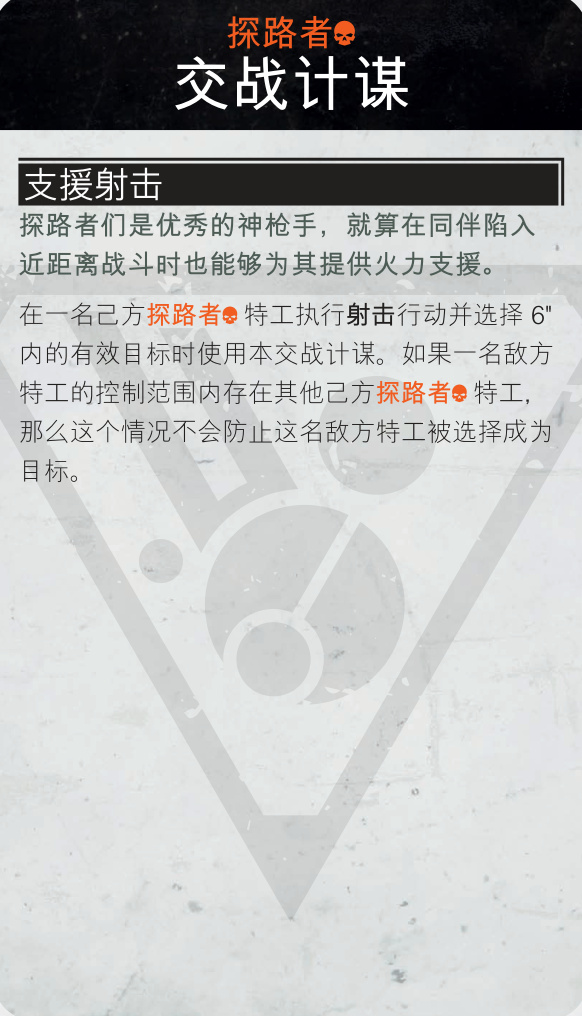 探路者
交战计谋
支援射击
探路者们是优秀的神枪手，就算在同伴陷入
近距离战斗时也能够为其提供火力支援。
在一名己方探路者 特工执行射击行动并选择 6"
内的有效目标时使用本交战计谋。如果一名敌方
特工的控制范围内存在其他己方探路者 特工，
那么这个情况不会防止这名敌方特工被选择成为
目标。